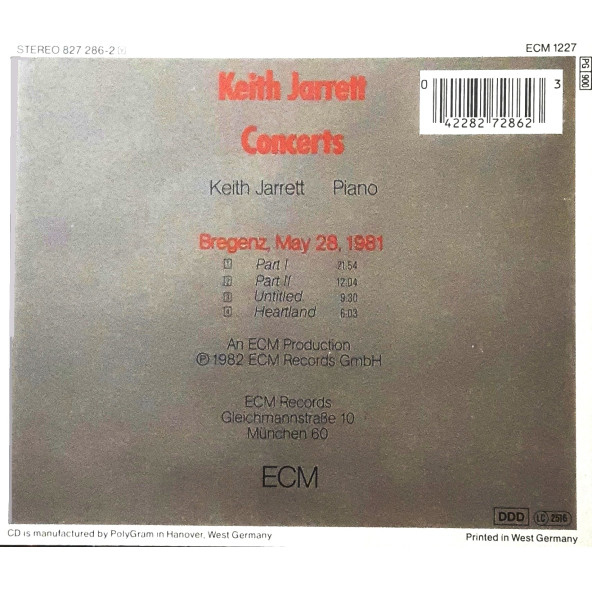 STEREO 827 286-2
ECM 1227
PG 900
Keith Jarrett
Concerts
0 42282 72862 3
Keith Jarrett Piano
Bregenz, May 28, 1981
1 Part I 21.54
2 Part II 12.04
3 Untitled 9:30
4 Heartland 6:03
An ECM Production
Ⓟ 1982 ECM Records GmbH
ECM Records
Gleichmannstraße 10
München 60
ECM
DDD LC 2516
CD is manufactured by PolyGram in Hanover, West Germany
Printed in West Germany